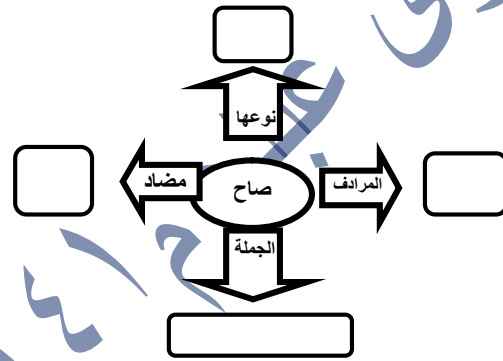 نوعها
المرادف
صاح
مضاد
الجملة